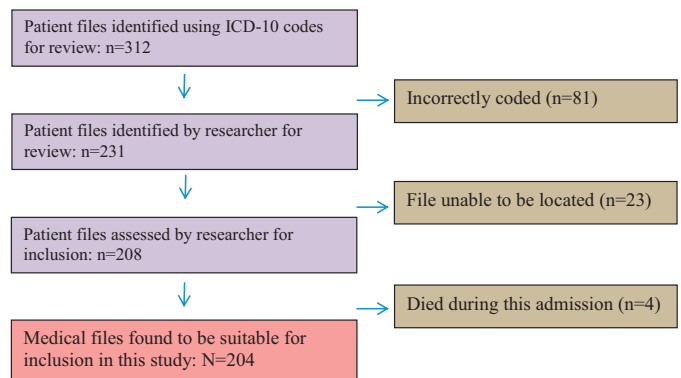 Patient files identified using ICD-10 codes
for review: n=312
Incorrectly coded (n=81)
Patient files identified by researcher for
review: n=231
File unable to be located (n=23)
Patient files assessed by researcher for
inclusion: n=208
Died during this admission (n=4)
Medical files found to be suitable for
inclusion in this study: N=204